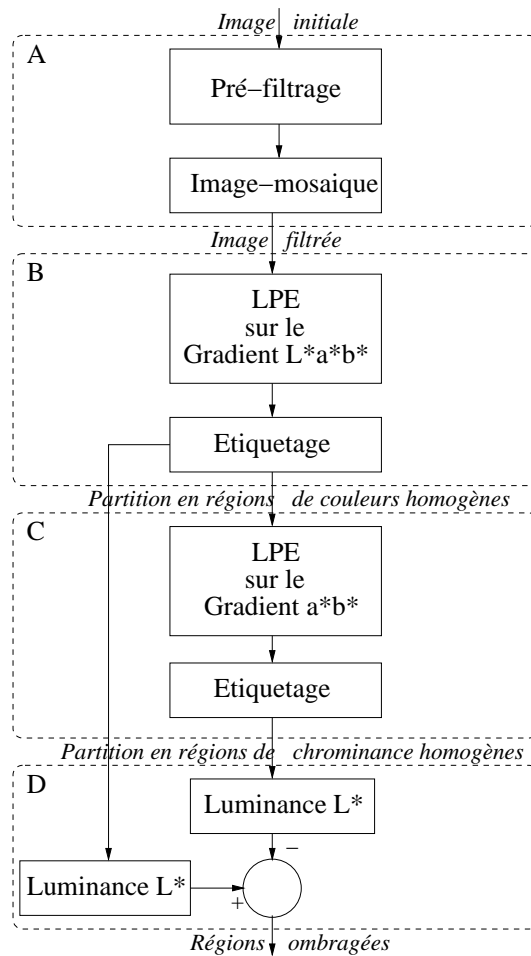 Image initiale
A
Pré−filtrage
Image−mosaique
Image filtrée
B
LPE
sur le
Gradient L*a*b*
Etiquetage
Partition en régions de couleurs homogènes
C
LPE
sur le
Gradient a*b*
Etiquetage
Partition en régions de chrominance homogènes
D
Luminance L*
−
Luminance L*
+
Régions ombragées